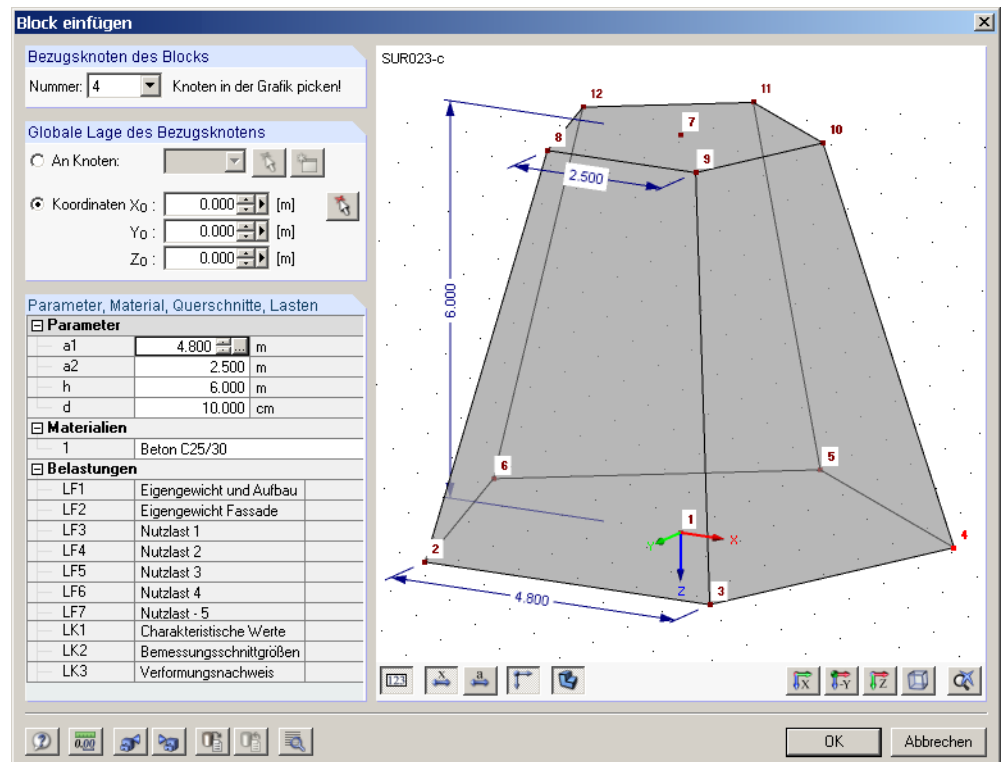 Block einfügen
Bezugsknoten des Blocks
Nummer: 4 Knoten in der Grafik picken!
Globale Lage des Bezugsknotens
An Knoten:
Koordinaten X0 : 0.000 [m]
Y0 : 0.000 [m]
Z0 : 0.000 [m]
Parameter, Material, Querschnitte, Lasten
Parameter
a1 4.800 ... m
a2 2.500 m
h 6.000 m
d 10.000 cm
Materialien
1 Beton C25/30
Belastungen
LF1 Eigengewicht und Aufbau
LF2 Eigengewicht Fassade
LF3 Nutzlast 1
LF4 Nutzlast 2
LF5 Nutzlast 3
LF6 Nutzlast 4
LF7 Nutzlast - 5
LK1 Charakteristische Werte
LK2 Bemessungsschnittgrößen
LK3 Verformungsnachweis
SUR023-c
12
11
7
8
10
9
2.500
6.000
6
5
1
Y
X
4
2
Z
3
4.800
123
x
a
X
-Y
Z
0.00
OK
Abbrechen